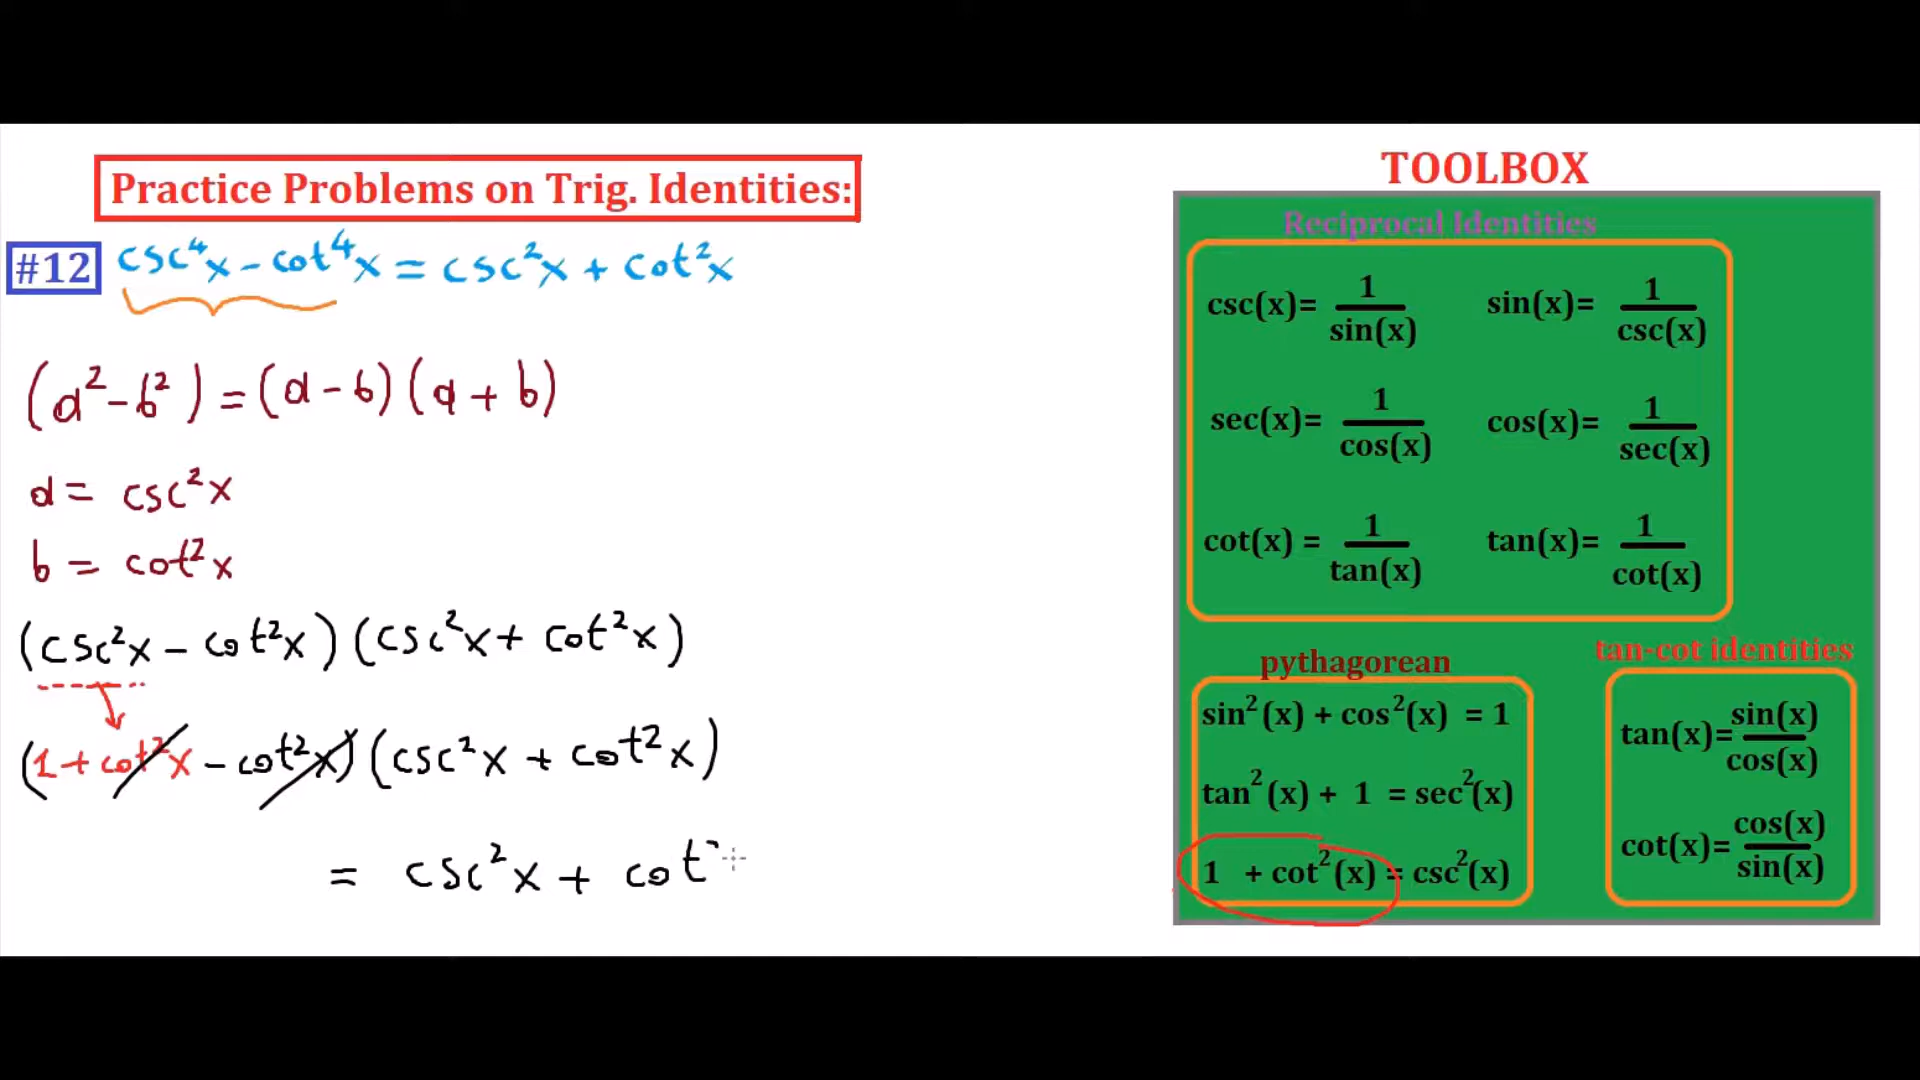 Practice Problems on Trig. Identities:
#12 csc⁴x - cot⁴x = csc²x + cot²x
(a² - b²) = (a - b)(a + b)
a = csc²x
b = cot²x
(csc²x - cot²x)(csc²x + cot²x)
(1 + cot²x - cot²x)(csc²x + cot²x)
= csc²x + cot
TOOLBOX
Reciprocal Identities
csc(x)= 1/sin(x) sin(x)= 1/csc(x)
sec(x)= 1/cos(x) cos(x)= 1/sec(x)
cot(x) = 1/tan(x) tan(x)= 1/cot(x)
pythagorean
sin²(x) + cos²(x) = 1
tan²(x) + 1 = sec²(x)
1 + cot²(x) = csc²(x)
tan-cot identities
tan(x)= sin(x)/cos(x)
cot(x)= cos(x)/sin(x)